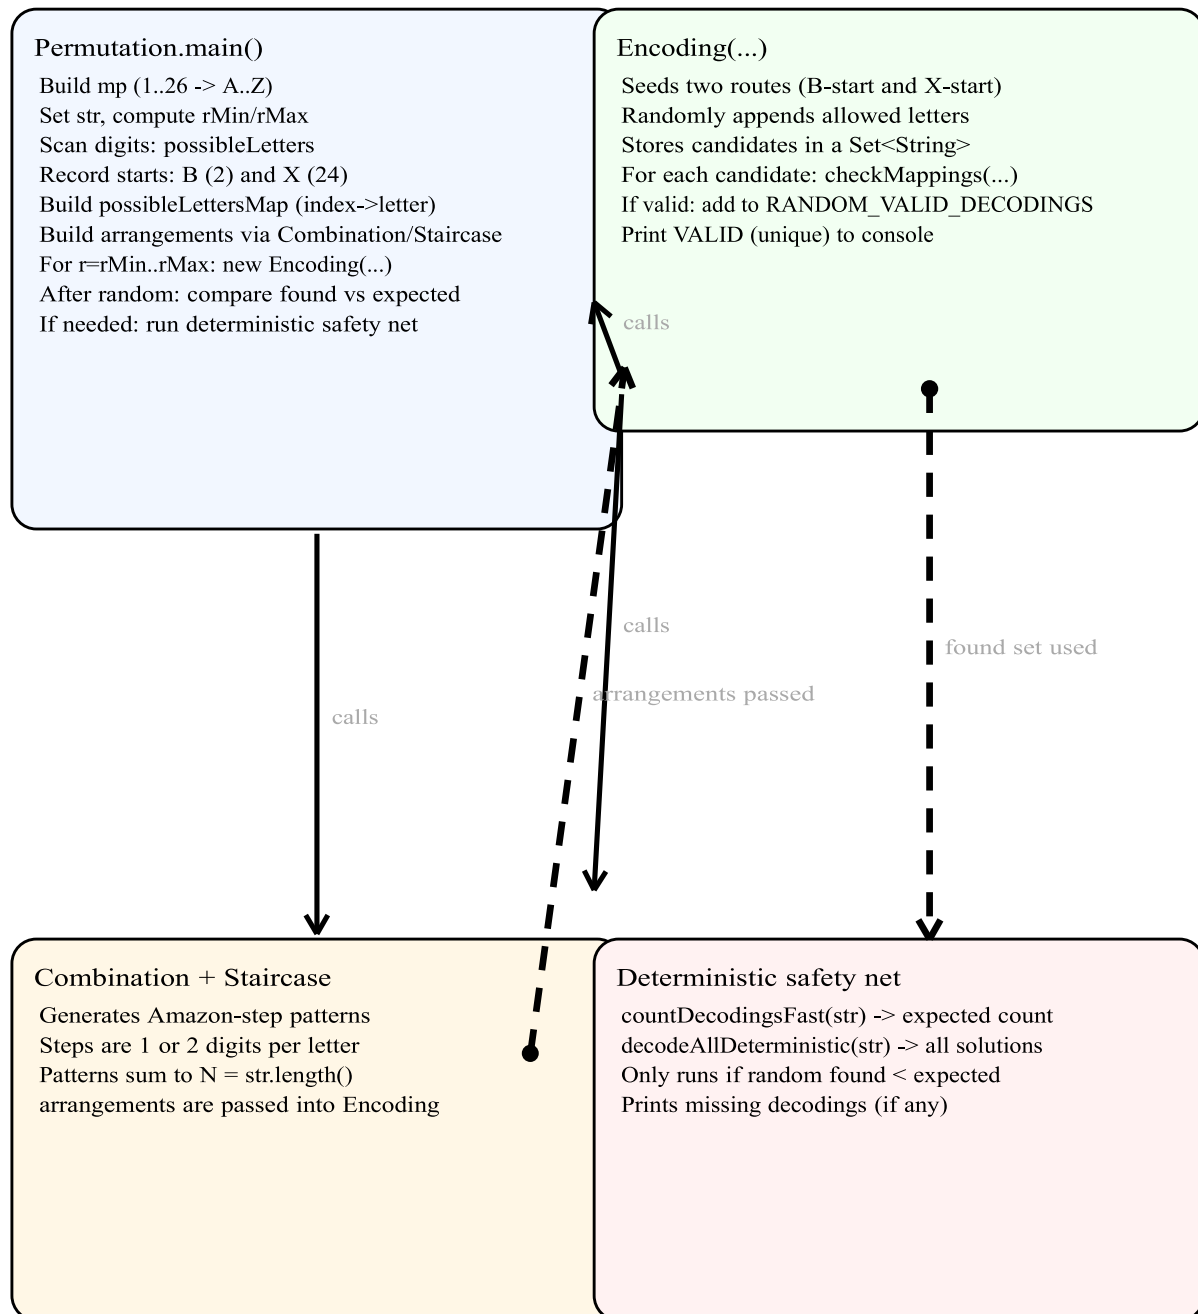 Permutation.main()
Build mp (1..26 -> A..Z)
Set str, compute rMin/rMax
Scan digits: possibleLetters
Record starts: B (2) and X (24)
Build possibleLettersMap (index->letter)
Build arrangements via Combination/Staircase
For r=rMin..rMax: new Encoding(...)
After random: compare found vs expected
If needed: run deterministic safety net
Encoding(...)
Seeds two routes (B-start and X-start)
Randomly appends allowed letters
Stores candidates in a Set<String>
For each candidate: checkMappings(...)
If valid: add to RANDOM_VALID_DECODINGS
Print VALID (unique) to console
calls
calls
found set used
arrangements passed
calls
Combination + Staircase
Generates Amazon-step patterns
Steps are 1 or 2 digits per letter
Patterns sum to N = str.length()
arrangements are passed into Encoding
Deterministic safety net
countDecodingsFast(str) -> expected count
decodeAllDeterministic(str) -> all solutions
Only runs if random found < expected
Prints missing decodings (if any)